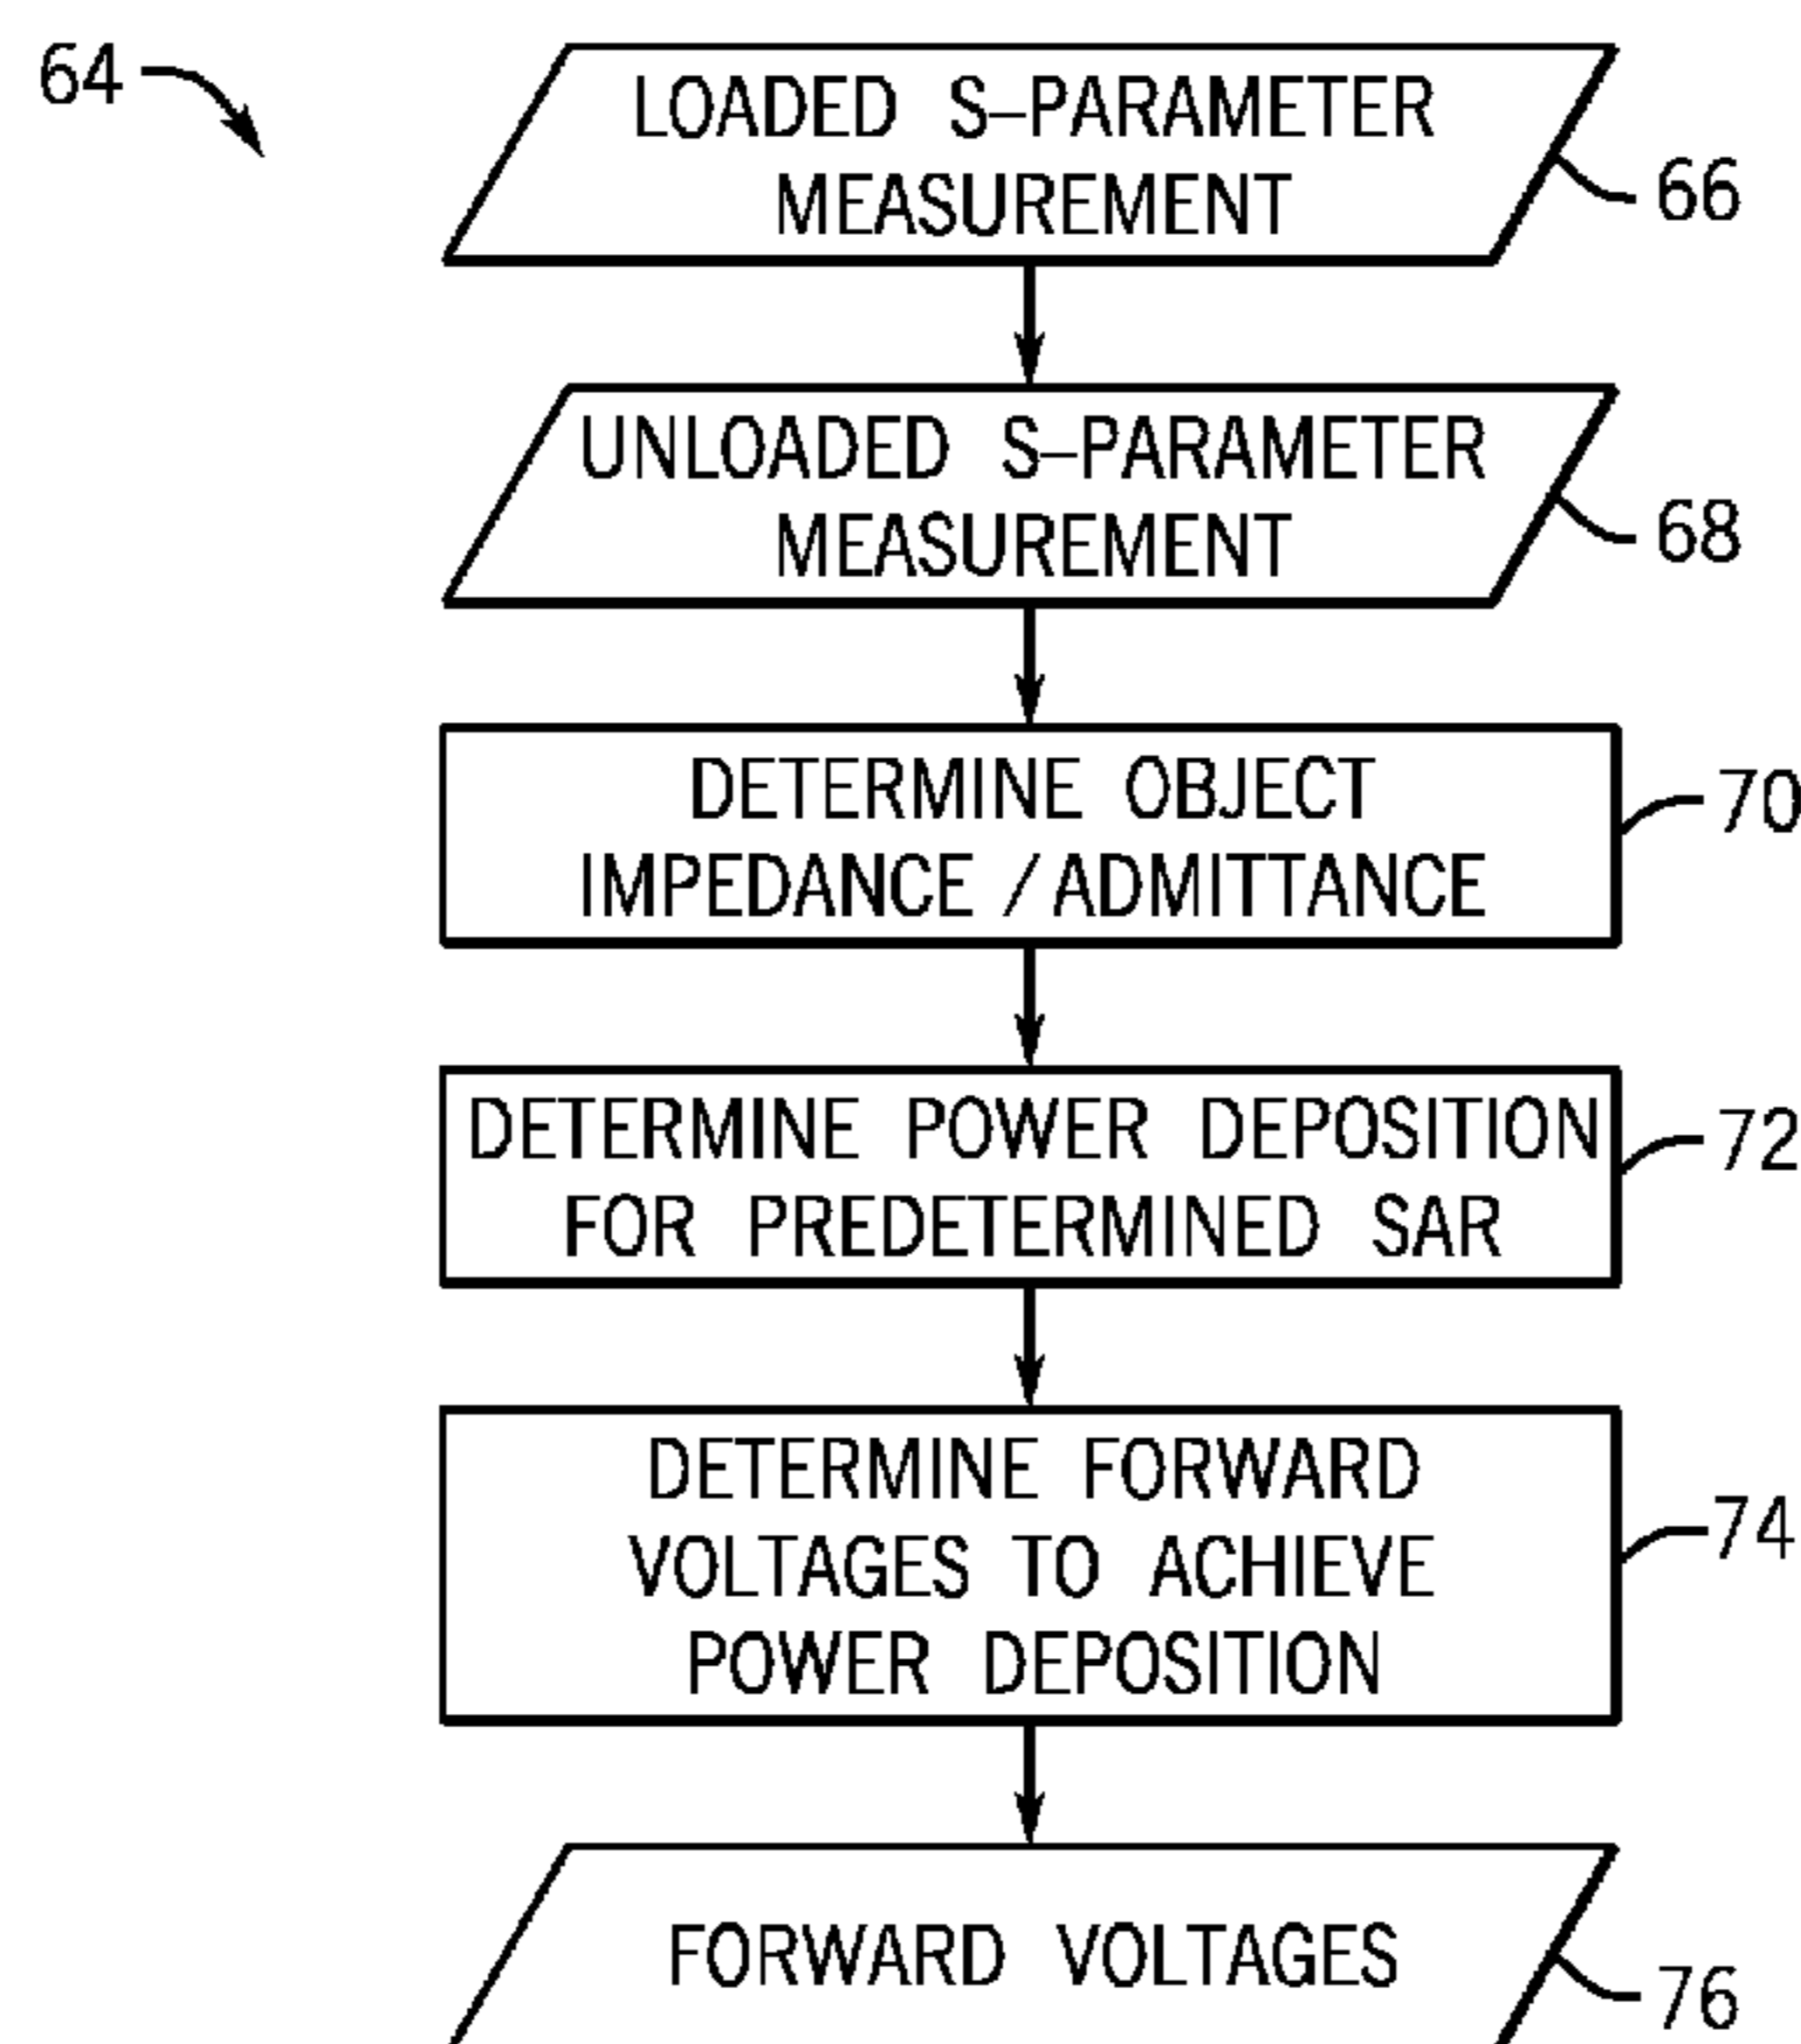 64
LOADED S-PARAMETER
MEASUREMENT
66
UNLOADED S-PARAMETER
MEASUREMENT
68
DETERMINE OBJECT
IMPEDANCE / ADMITTANCE
70
DETERMINE POWER DEPOSITION
FOR PREDETERMINED SAR
72
DETERMINE FORWARD
VOLTAGES TO ACHIEVE
POWER DEPOSITION
74
FORWARD VOLTAGES
76